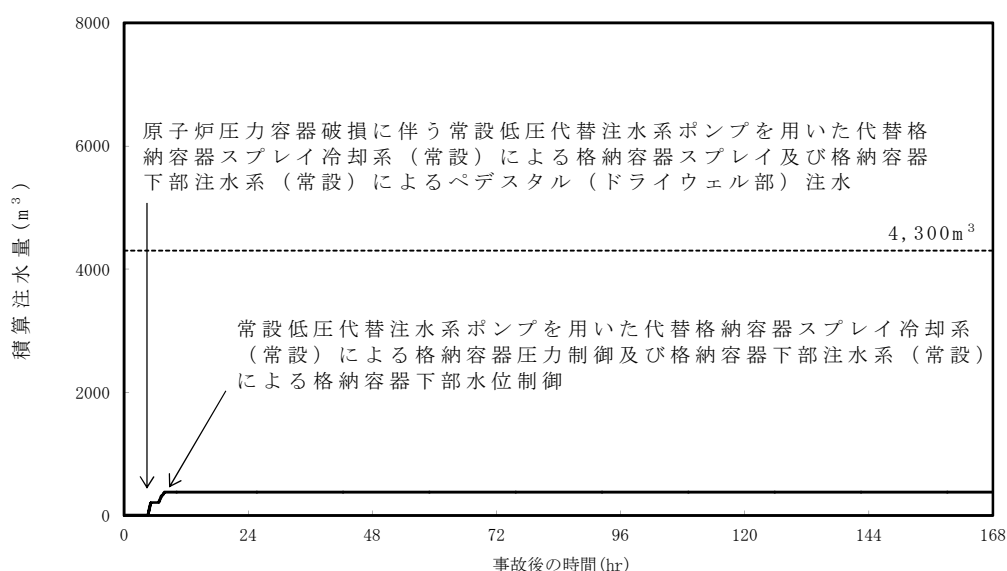 8000
6000
4000
2000
0
積算注水量(m³)
原子炉圧力容器破損に伴う常設低圧代替注水系ポンプを用いた代替格
納容器スプレイ冷却系(常設)による格納容器スプレイ及び格納容器
下部注水系(常設)によるペデスタル(ドライウェル部)注水
4,300m³
常設低圧代替注水系ポンプを用いた代替格納容器スプレイ冷却系
(常設)による格納容器圧力制御及び格納容器下部注水系(常設)
による格納容器下部水位制御
0 24 48 72 96 120 144 168
事故後の時間(hr)